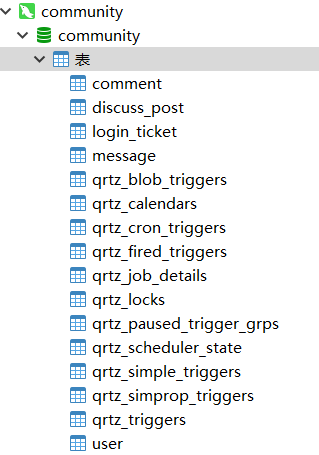 community
community
表
comment
discuss_post
login_ticket
message
qrtz_blob_triggers
qrtz_calendars
qrtz_cron_triggers
qrtz_fired_triggers
qrtz_job_details
qrtz_locks
qrtz_paused_trigger_grps
qrtz_scheduler_state
qrtz_simple_triggers
qrtz_simprop_triggers
qrtz_triggers
user